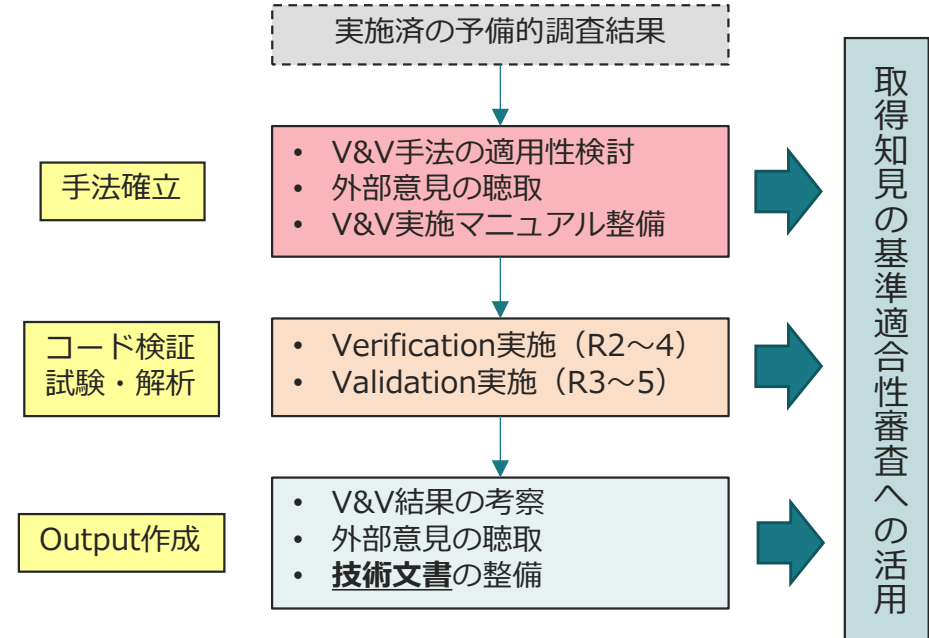 実施済の予備的調査結果
手法確立
• V&V手法の適用性検討
• 外部意見の聴取
• V&V実施マニュアル整備
コード検証
試験・解析
• Verification実施（R2～4）
• Validation実施（R3～5）
Output作成
• V&V結果の考察
• 外部意見の聴取
• 技術文書の整備
取得知見の基準適合性審査への活用